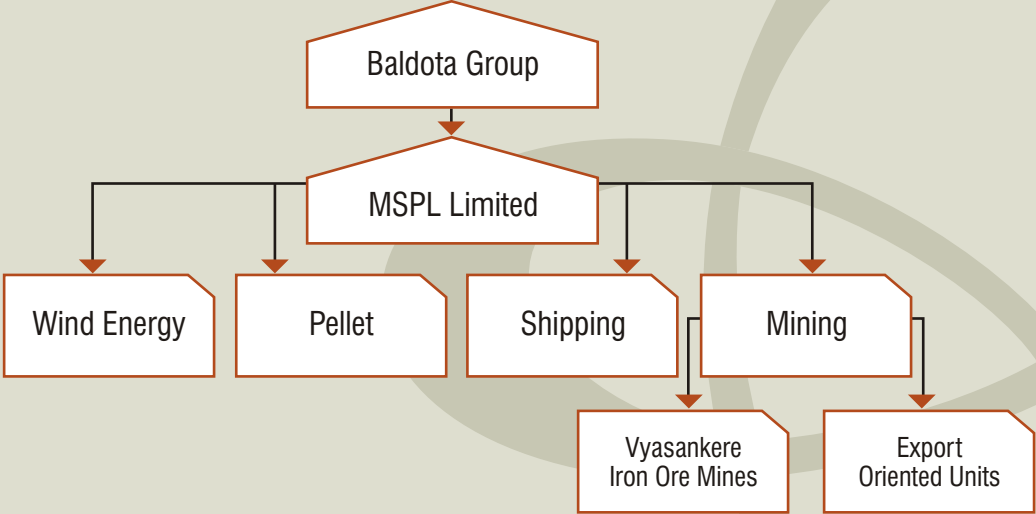 Baldota Group
MSPL Limited
Wind Energy
Pellet
Shipping
Mining
Vyasankere
Iron Ore Mines
Export
Oriented Units